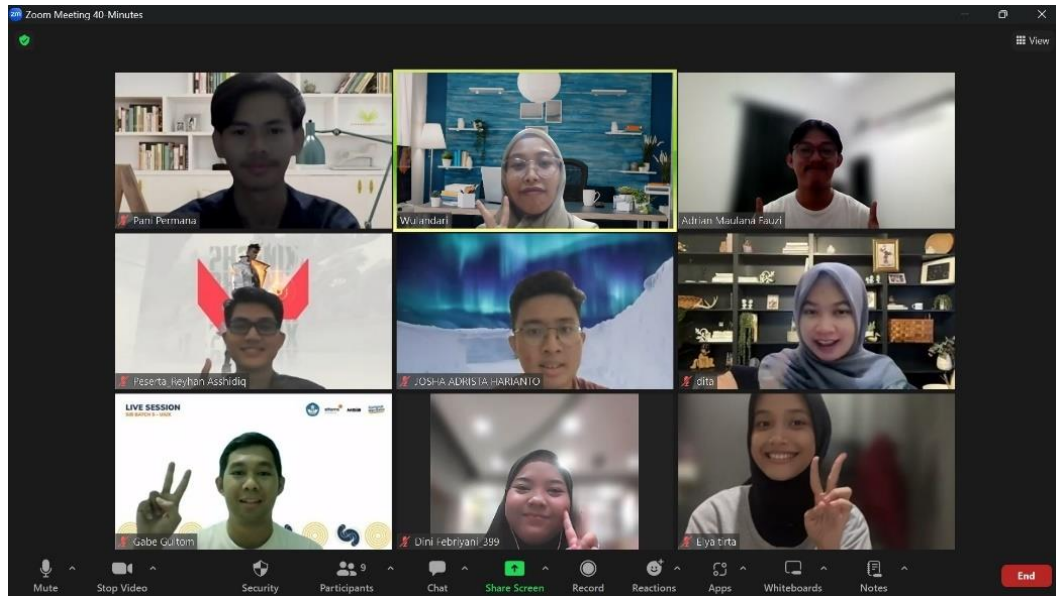 zm Zoom Meeting 40-Minutes
View
Pani Permana
Wulandari
Adrian Maulana Fauzi
Peserta_Reyhan Asshidiq
JOSHA ADRISTA HARIANTO
dita
LIVE SESSION
Gabe Gultom
Dini Febriyani_399
Elya tirta
Mute
Stop Video
Security
9
Participants
Chat
Share Screen
Record
Reactions
Apps
Whiteboards
Notes
End